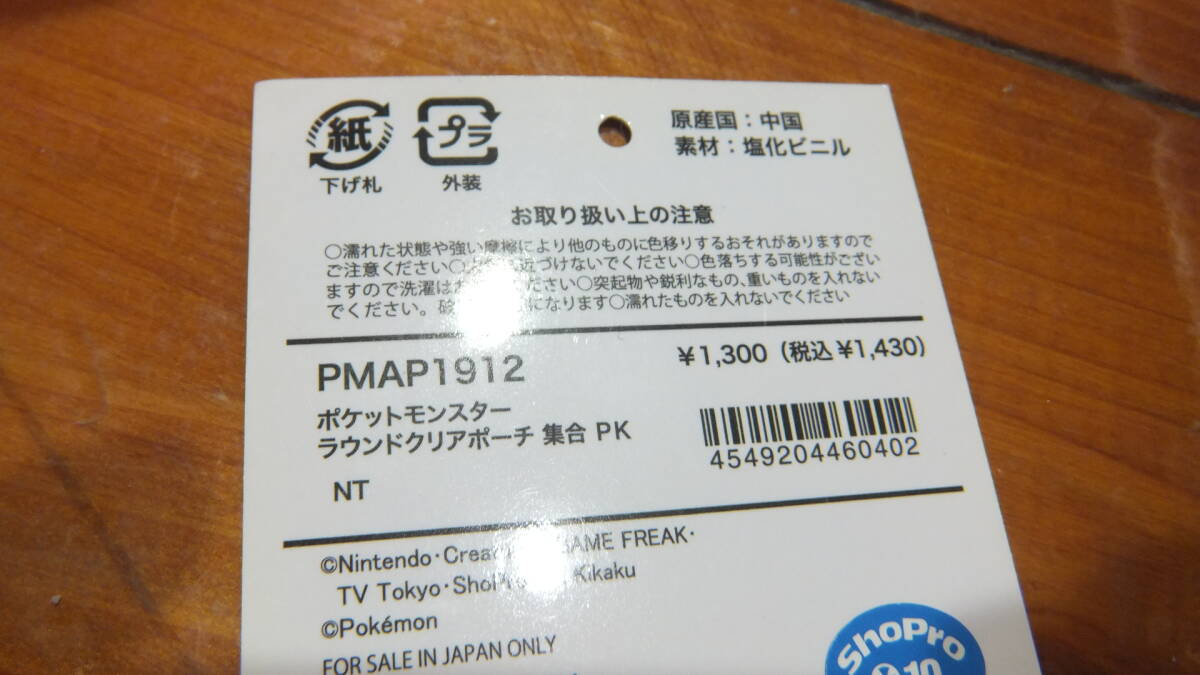 紙
下げ札
プラ
外装
原産国：中国
素材：塩化ビニル
お取り扱い上の注意
○濡れた状態や強い摩擦により他のものに色移りするおそれがありますので
ご注意ください○ 近づけないでください○色落ちする可能性がござい
ますので洗濯は ください○突起物や鋭利なもの、重いものを入れない
でください。 になります○濡れたものを入れないでください
PMAP1912
¥1,300（税込¥1,430）
ポケットモンスター
ラウンドクリアポーチ 集合 PK
NT
4549204460402
©Nintendo･ GAME FREAK･
TV Tokyo･ShoPro Kikaku
©Pokémon
FOR SALE IN JAPAN ONLY
ShoPro
10